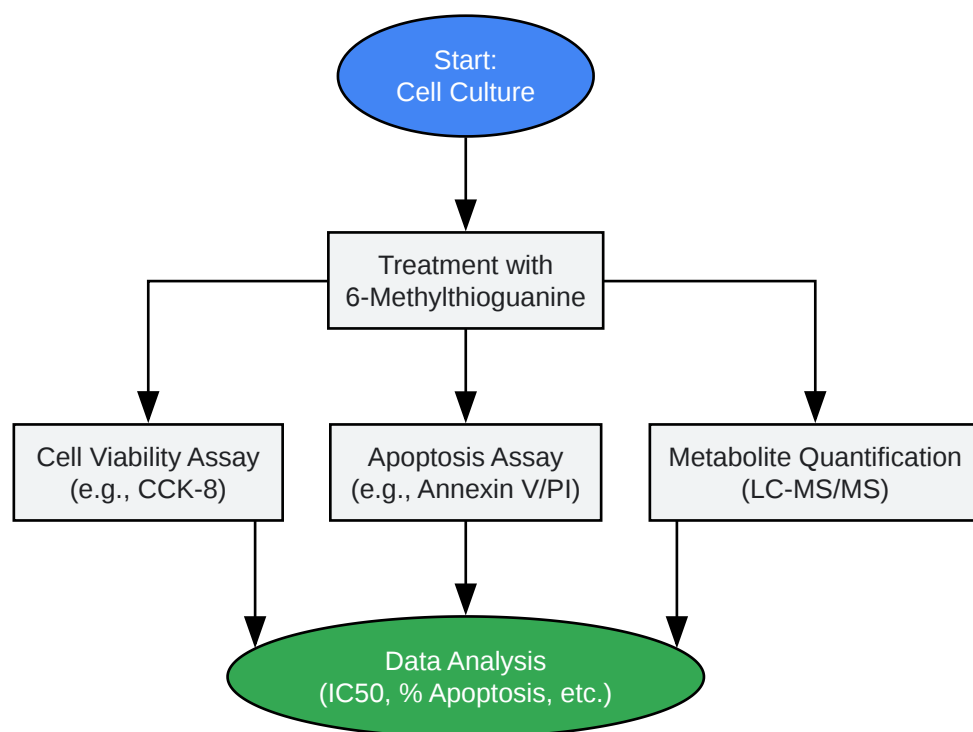 Start:
Cell Culture
Treatment with
6-Methylthioguanine
Cell Viability Assay
(e.g., CCK-8)
Apoptosis Assay
(e.g., Annexin V/PI)
Metabolite Quantification
(LC-MS/MS)
Data Analysis
(IC50, % Apoptosis, etc.)